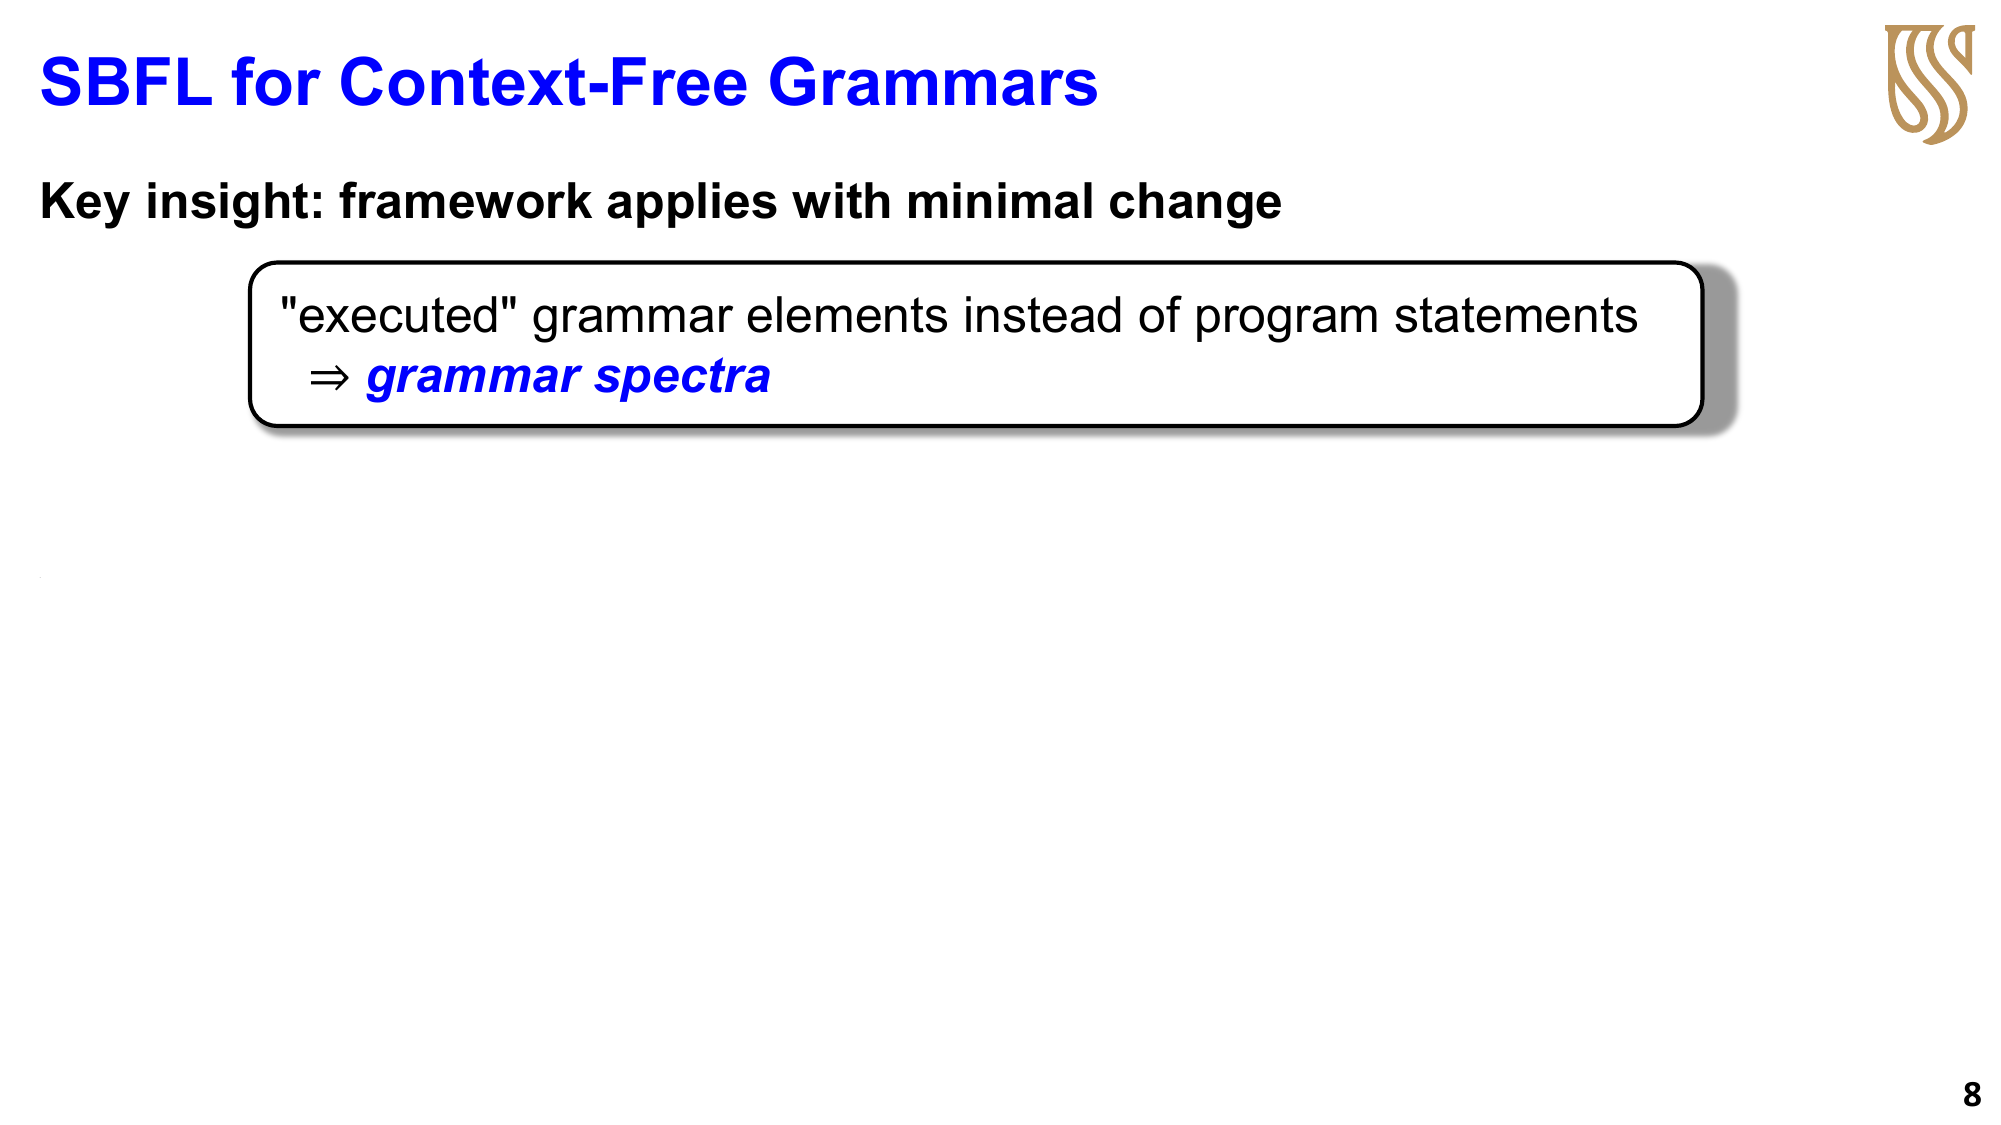 SBFL for Context-Free Grammars
Key insight: framework applies with minimal change
"executed" grammar elements instead of program statements
⇒ grammar spectra
8